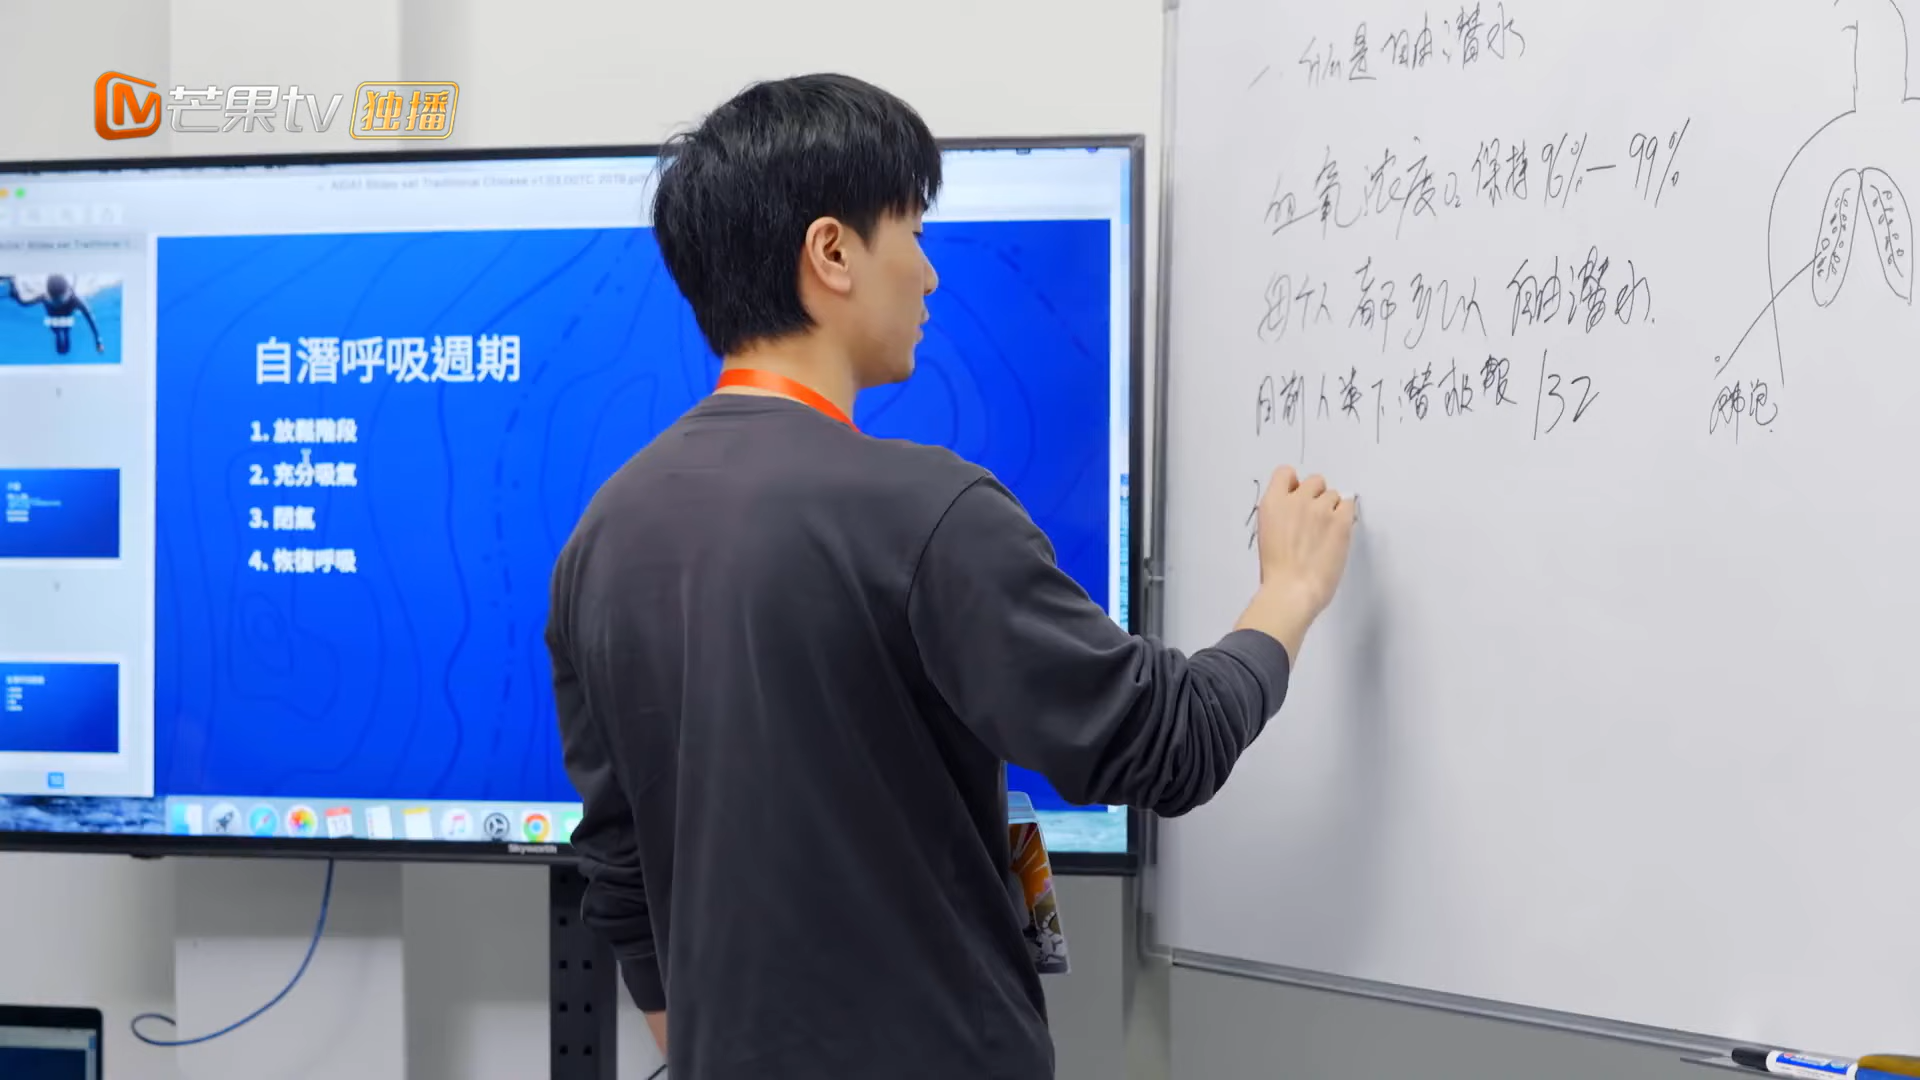 芒果tv 独播
自潛呼吸週期
1. 放鬆階段
2. 充分吸氣
3. 閉氣
4. 恢復呼吸
Skyworth
一、什么是自由潜水
血氧浓度O₂保持96%-99%
每个人都可以自由潜水.
目前人类下潜极限132
肺泡